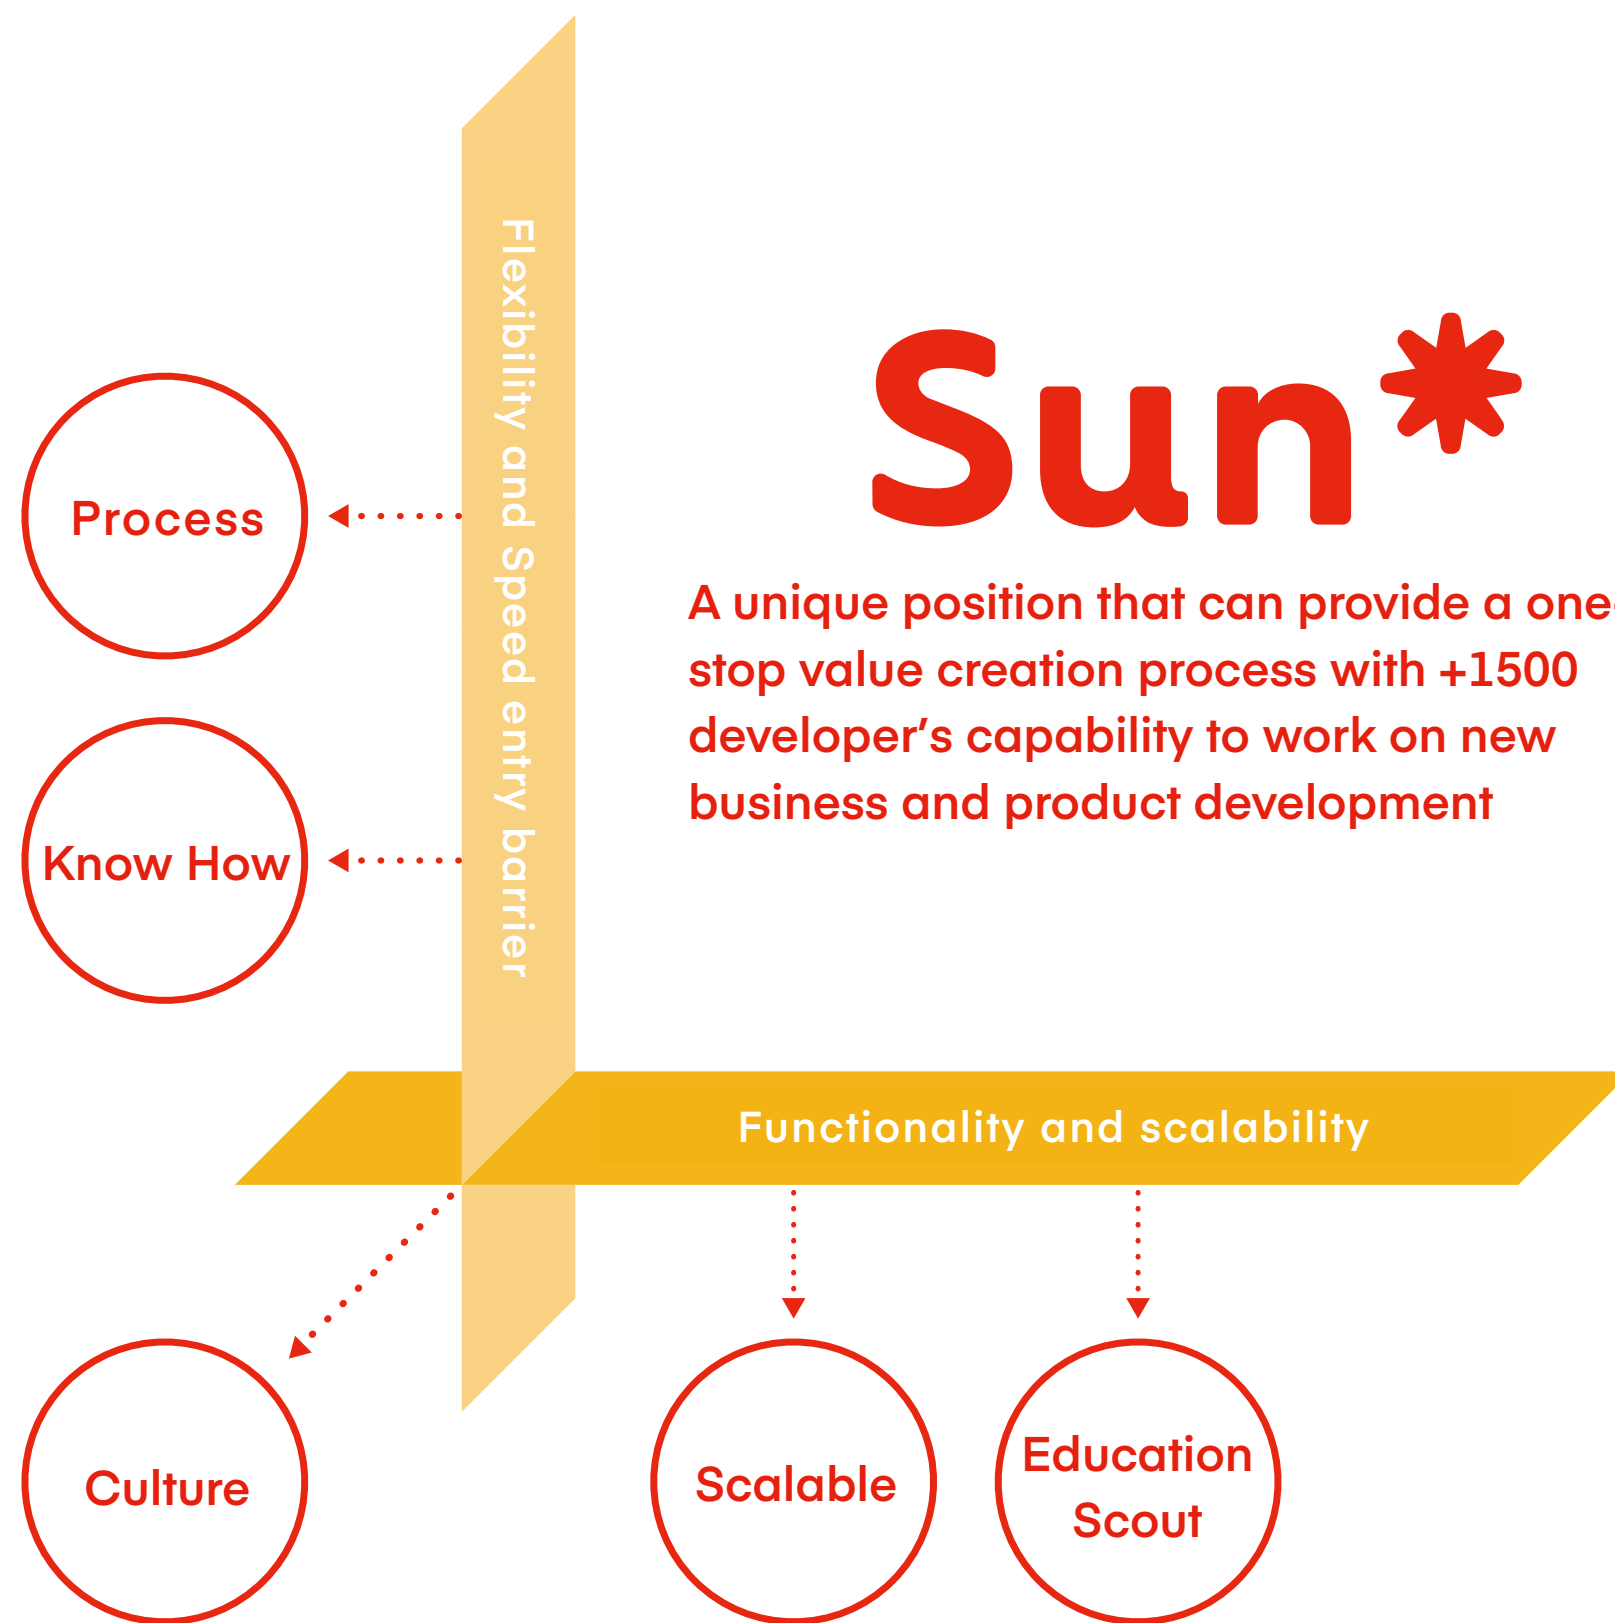 Sun*
A unique position that can provide a one-
stop value creation process with +1500
developer’s capability to work on new
business and product development
Flexibility and Speed entry barrier
Process
Know How
Functionality and scalability
Culture
Scalable
Education
Scout